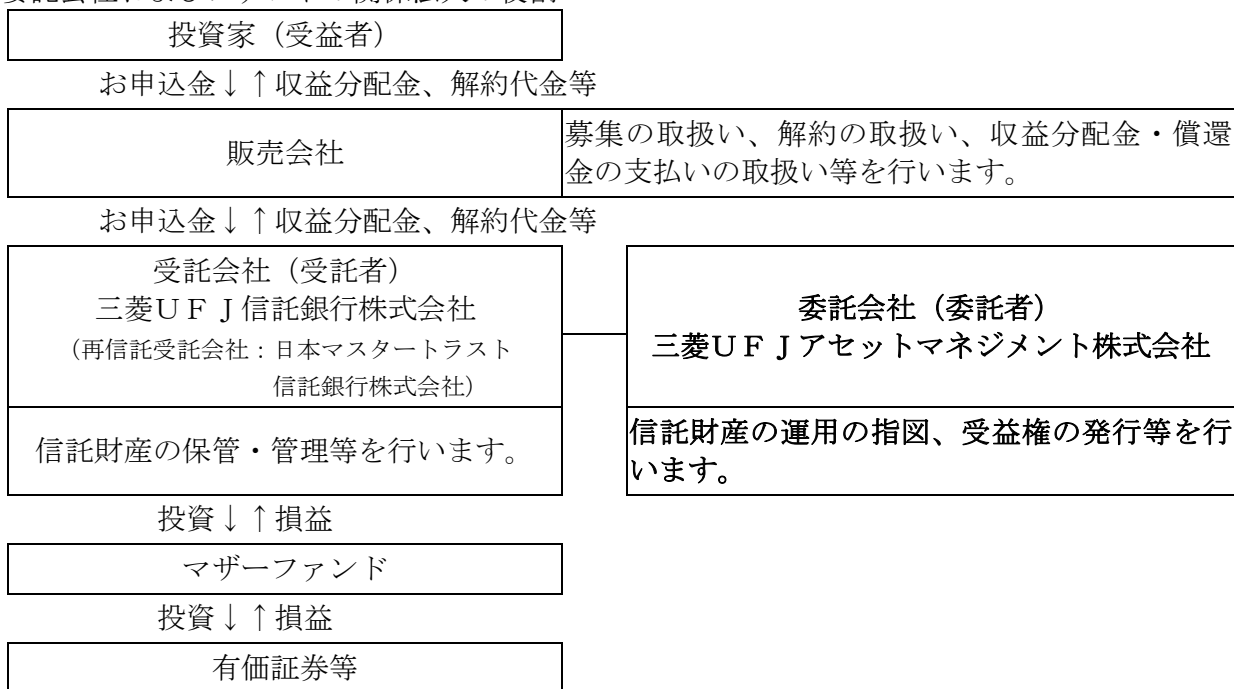 投資家（受益者）
お申込金↓↑収益分配金、解約代金等
販売会社
募集の取扱い、解約の取扱い、収益分配金・償還
金の支払いの取扱い等を行います。
お申込金↓↑収益分配金、解約代金等
受託会社（受託者）
三菱ＵＦＪ信託銀行株式会社
（再信託受託会社：日本マスタートラスト
信託銀行株式会社）
委託会社（委託者）
三菱ＵＦＪアセットマネジメント株式会社
信託財産の保管・管理等を行います。
信託財産の運用の指図、受益権の発行等を行
います。
投資↓↑損益
マザーファンド
投資↓↑損益
有価証券等